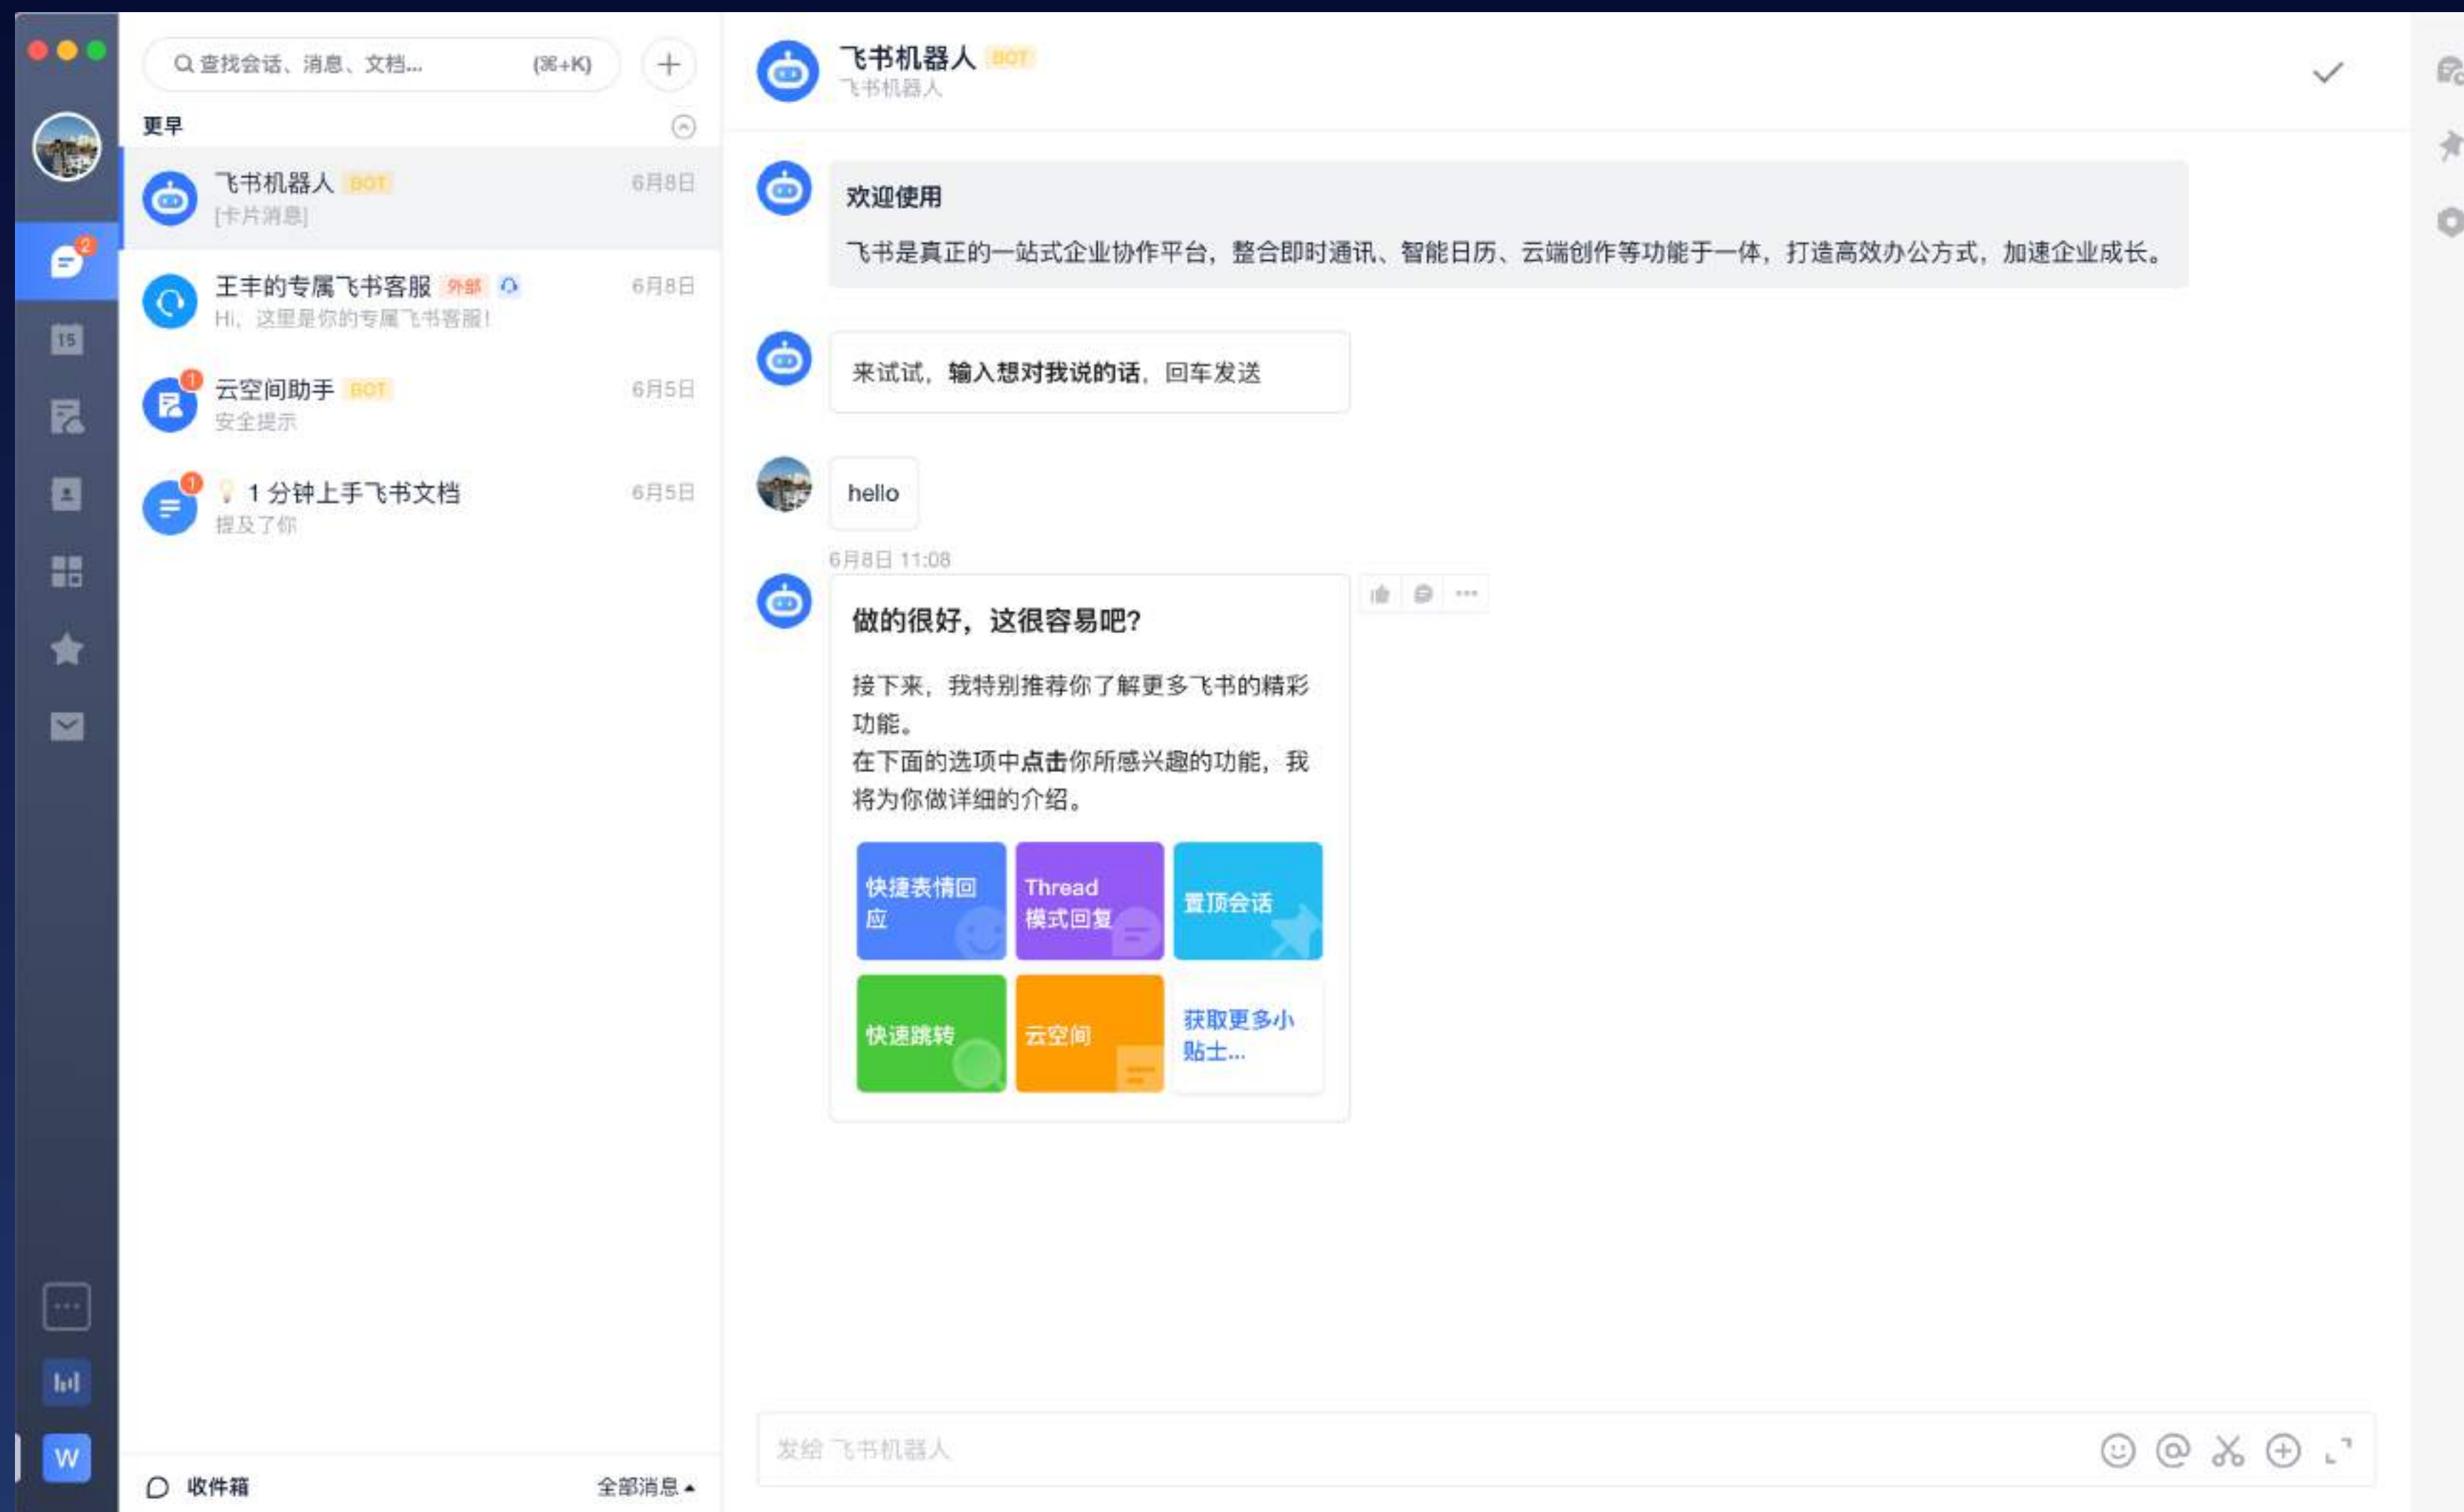 查找会话、消息、文档... (⌘+K)
更早
飞书机器人 BOT 6月8日
[卡片消息]
王丰的专属飞书客服 外部 6月8日
Hi，这里是你的专属飞书客服！
云空间助手 BOT 6月5日
安全提示
1 分钟上手飞书文档 6月5日
提及了你
2
15
1
1
W
收件箱 全部消息
飞书机器人 BOT
飞书机器人
欢迎使用
飞书是真正的一站式企业协作平台，整合即时通讯、智能日历、云端创作等功能于一体，打造高效办公方式，加速企业成长。
来试试，输入想对我说的话，回车发送
hello
6月8日 11:08
做的很好，这很容易吧？
接下来，我特别推荐你了解更多飞书的精彩
功能。
在下面的选项中点击你所感兴趣的功能，我
将为你做详细的介绍。
快捷表情回
应
Thread
模式回复
置顶会话
快速跳转
云空间
获取更多小
贴士...
发给 飞书机器人